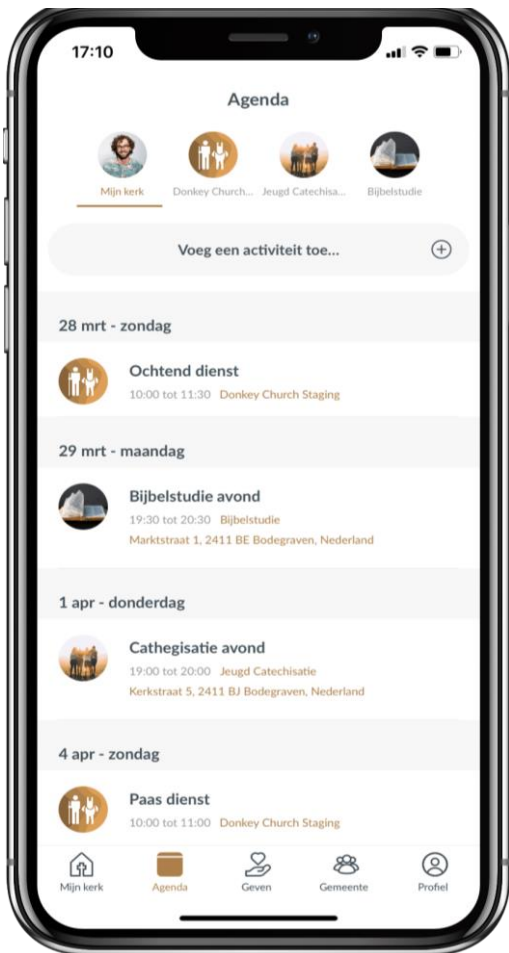 17:10
Agenda
Mijn kerk
Donkey Church...
Jeugd Catechisa...
Bijbelstudie
Voeg een activiteit toe...
28 mrt - zondag
Ochtend dienst
10:00 tot 11:30 Donkey Church Staging
29 mrt - maandag
Bijbelstudie avond
19:30 tot 20:30 Bijbelstudie
Marktstraat 1, 2411 BE Bodegraven, Nederland
1 apr - donderdag
Cathegisatie avond
19:00 tot 20:00 Jeugd Catechisatie
Kerkstraat 5, 2411 BJ Bodegraven, Nederland
4 apr - zondag
Paas dienst
10:00 tot 11:00 Donkey Church Staging
Mijn kerk
Agenda
Geven
Gemeente
Profiel